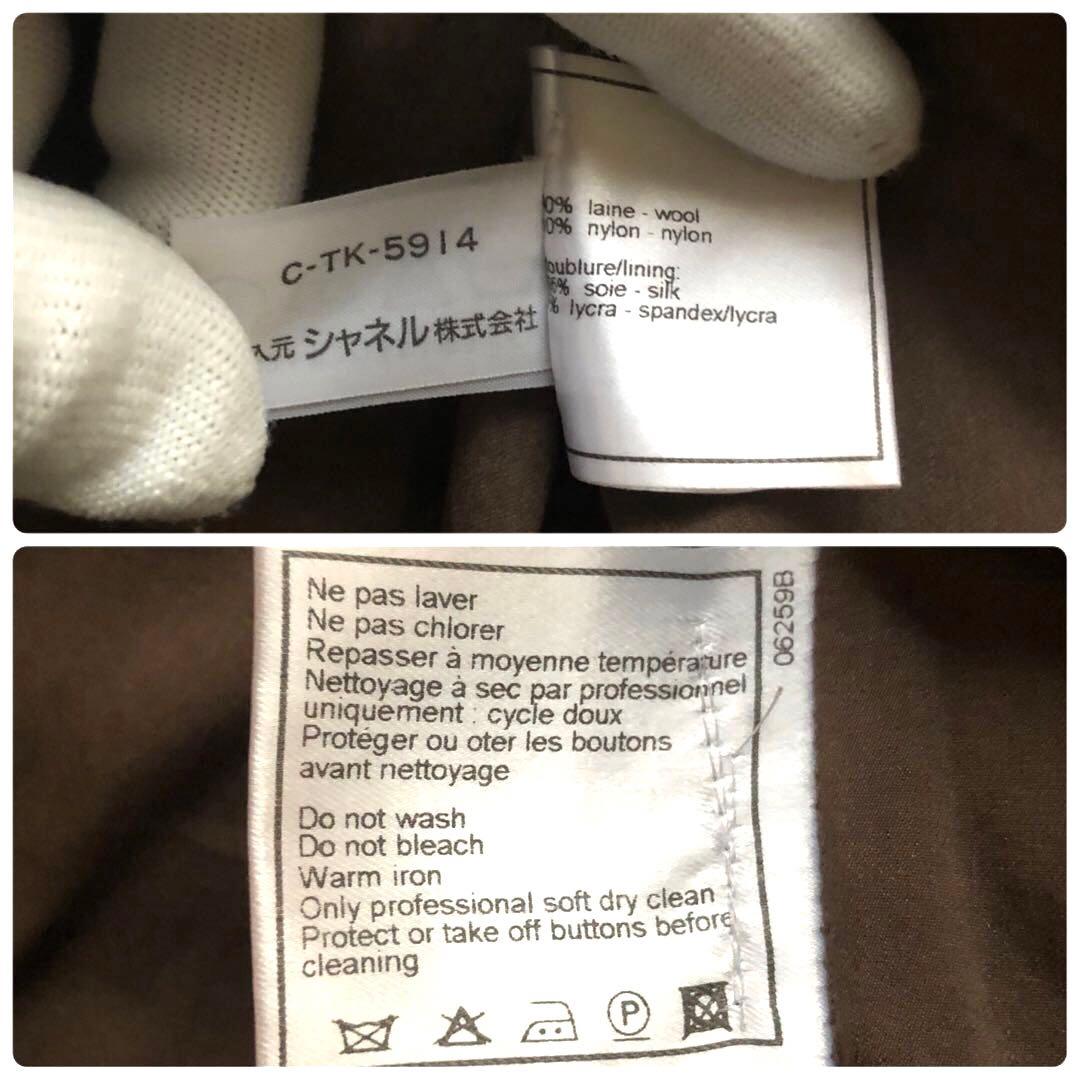 C-TK-5914
入元 シャネル株式会社
0% laine - wool
0% nylon - nylon
oublure/lining:
5% soie - silk
% lycra - spandex/lycra
Ne pas laver
Ne pas chlorer
Repasser à moyenne température
Nettoyage à sec par professionnel
uniquement : cycle doux
Protéger ou oter les boutons
avant nettoyage
06259B
Do not wash
Do not bleach
Warm iron
Only professional soft dry clean
Protect or take off buttons before
cleaning
P